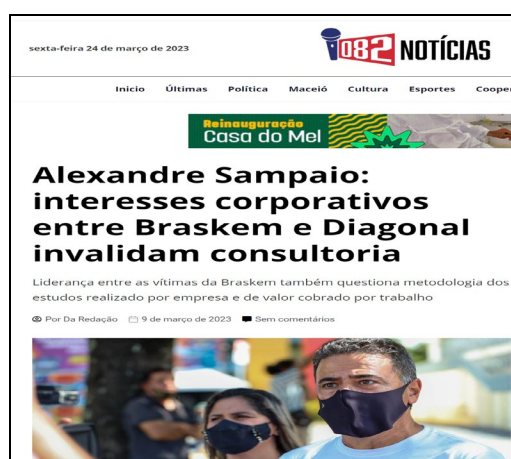 sexta-feira 24 de março de 2023
082 NOTÍCIAS
Inicio Últimas Política Maceió Cultura Esportes Cooper
Reinauguração
Casa do Mel
Alexandre Sampaio:
interesses corporativos
entre Braskem e Diagonal
invalidam consultoria
Liderança entre as vítimas da Braskem também questiona metodologia dos
estudos realizado por empresa e de valor cobrado por trabalho
Por Da Redação 9 de março de 2023 Sem comentários